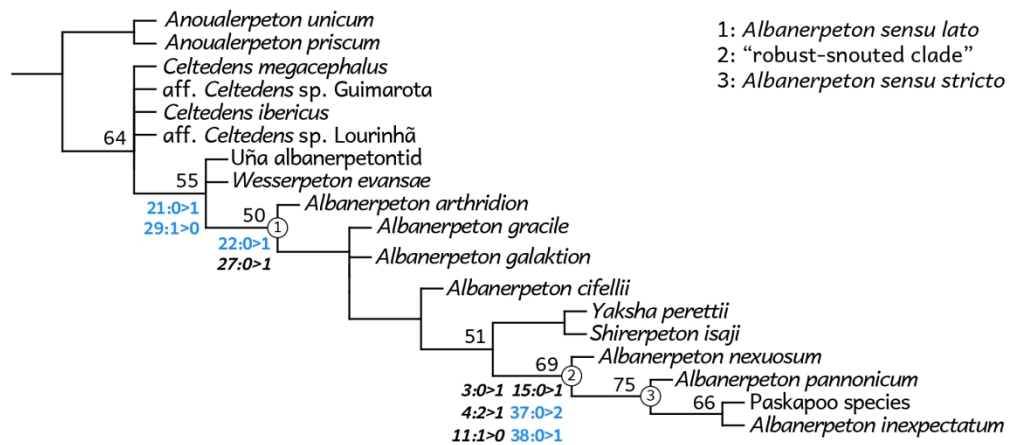 Anoualerpeton unicum
Anoualerpeton priscum
1: Albanerpeton sensu lato
2: “robust-snouted clade”
3: Albanerpeton sensu stricto
Celtedens megacephalus
aff. Celtedens sp. Guimarota
Celtedens ibericus
64
aff. Celtedens sp. Lourinhã
Uña albanerpetontid
55
Wesserpeton evansae
21:0>1
29:1>0
Albanerpeton arthridion
50
1
22:0>1
27:0>1
Albanerpeton gracile
Albanerpeton galaktion
Albanerpeton cifellii
Yaksha perettii
51
Shirerpeton isaji
Albanerpeton nexuosum
69
2
3:0>1 15:0>1
4:2>1 37:0>2
11:1>0 38:0>1
Albanerpeton pannonicum
75
3
66
Paskapoo species
Albanerpeton inexpectatum